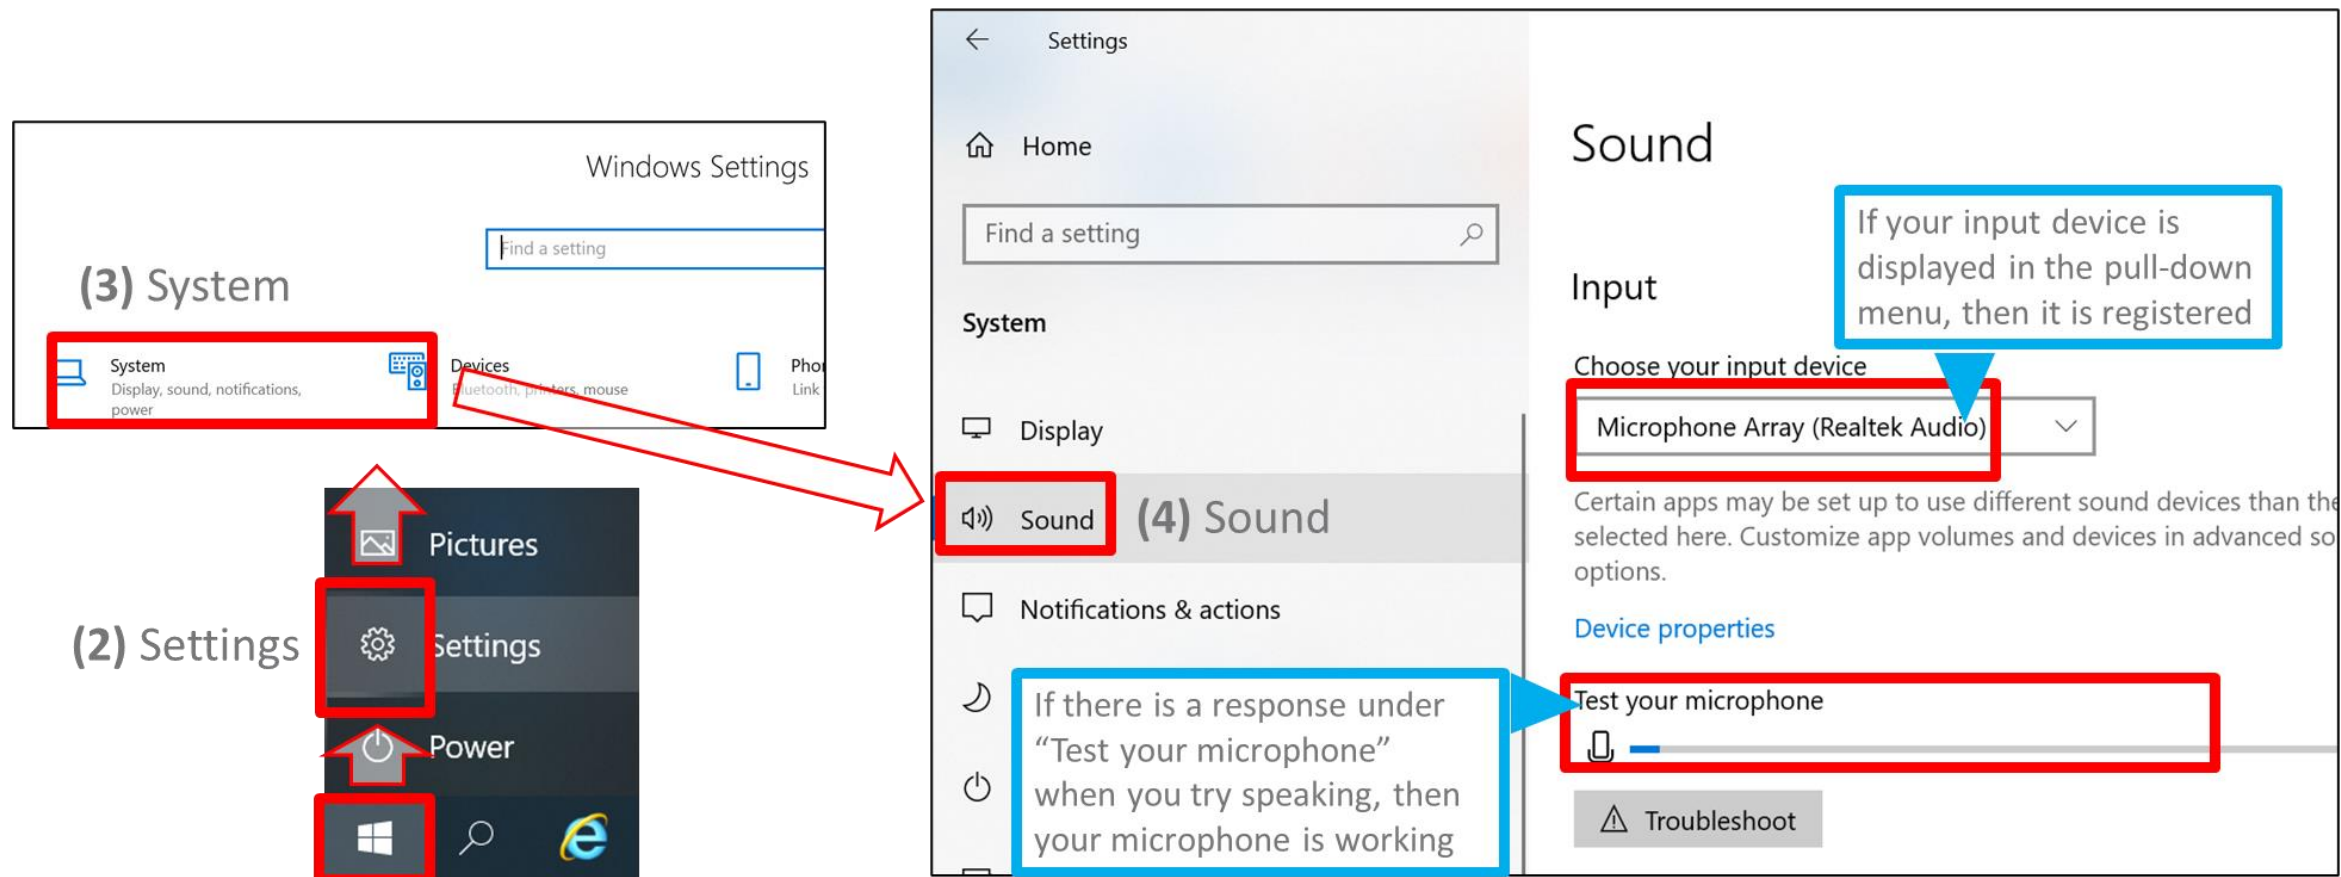 Windows Settings
Find a setting
(3) System
System
Display, sound, notifications,
power
Devices
Bluetooth, printers, mouse
Link
Pictures
(2) Settings
Settings
Power
Settings
Home
Find a setting
System
Display
Sound
(4) Sound
Notifications & actions
If there is a response under
“Test your microphone”
when you try speaking, then
your microphone is working
Sound
If your input device is
displayed in the pull-down
menu, then it is registered
Input
Choose your input device
Microphone Array (Realtek Audio)
Certain apps may be set up to use different sound devices than the
selected here. Customize app volumes and devices in advanced so
options.
Device properties
Test your microphone
Troubleshoot